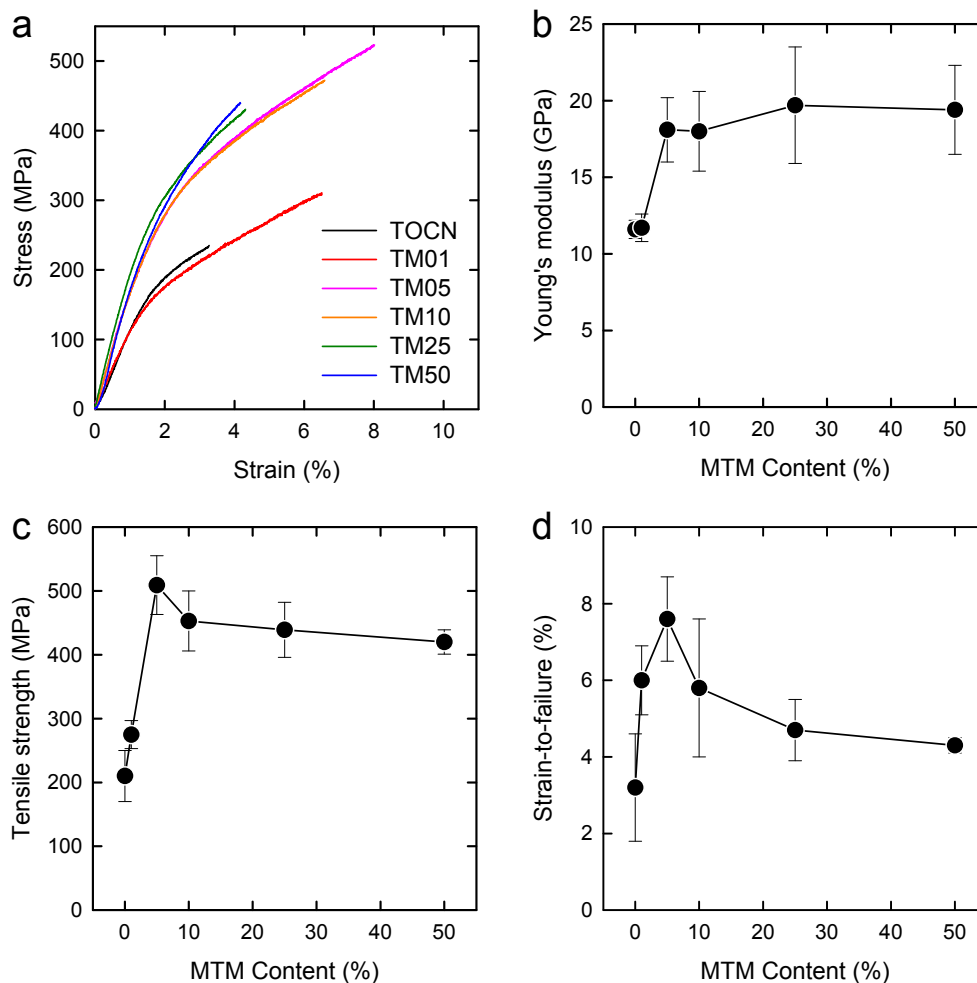 a
500
400
300
200
100
0
Stress (MPa)
TOCN
TM01
TM05
TM10
TM25
TM50
0 2 4 6 8 10
Strain (%)
b
25
20
15
10
5
0
Young's modulus (GPa)
0 10 20 30 40 50
MTM Content (%)
c
600
500
400
300
200
100
0
Tensile strength (MPa)
0 10 20 30 40 50
MTM Content (%)
d
10
8
6
4
2
0
Strain-to-failure (%)
0 10 20 30 40 50
MTM Content (%)